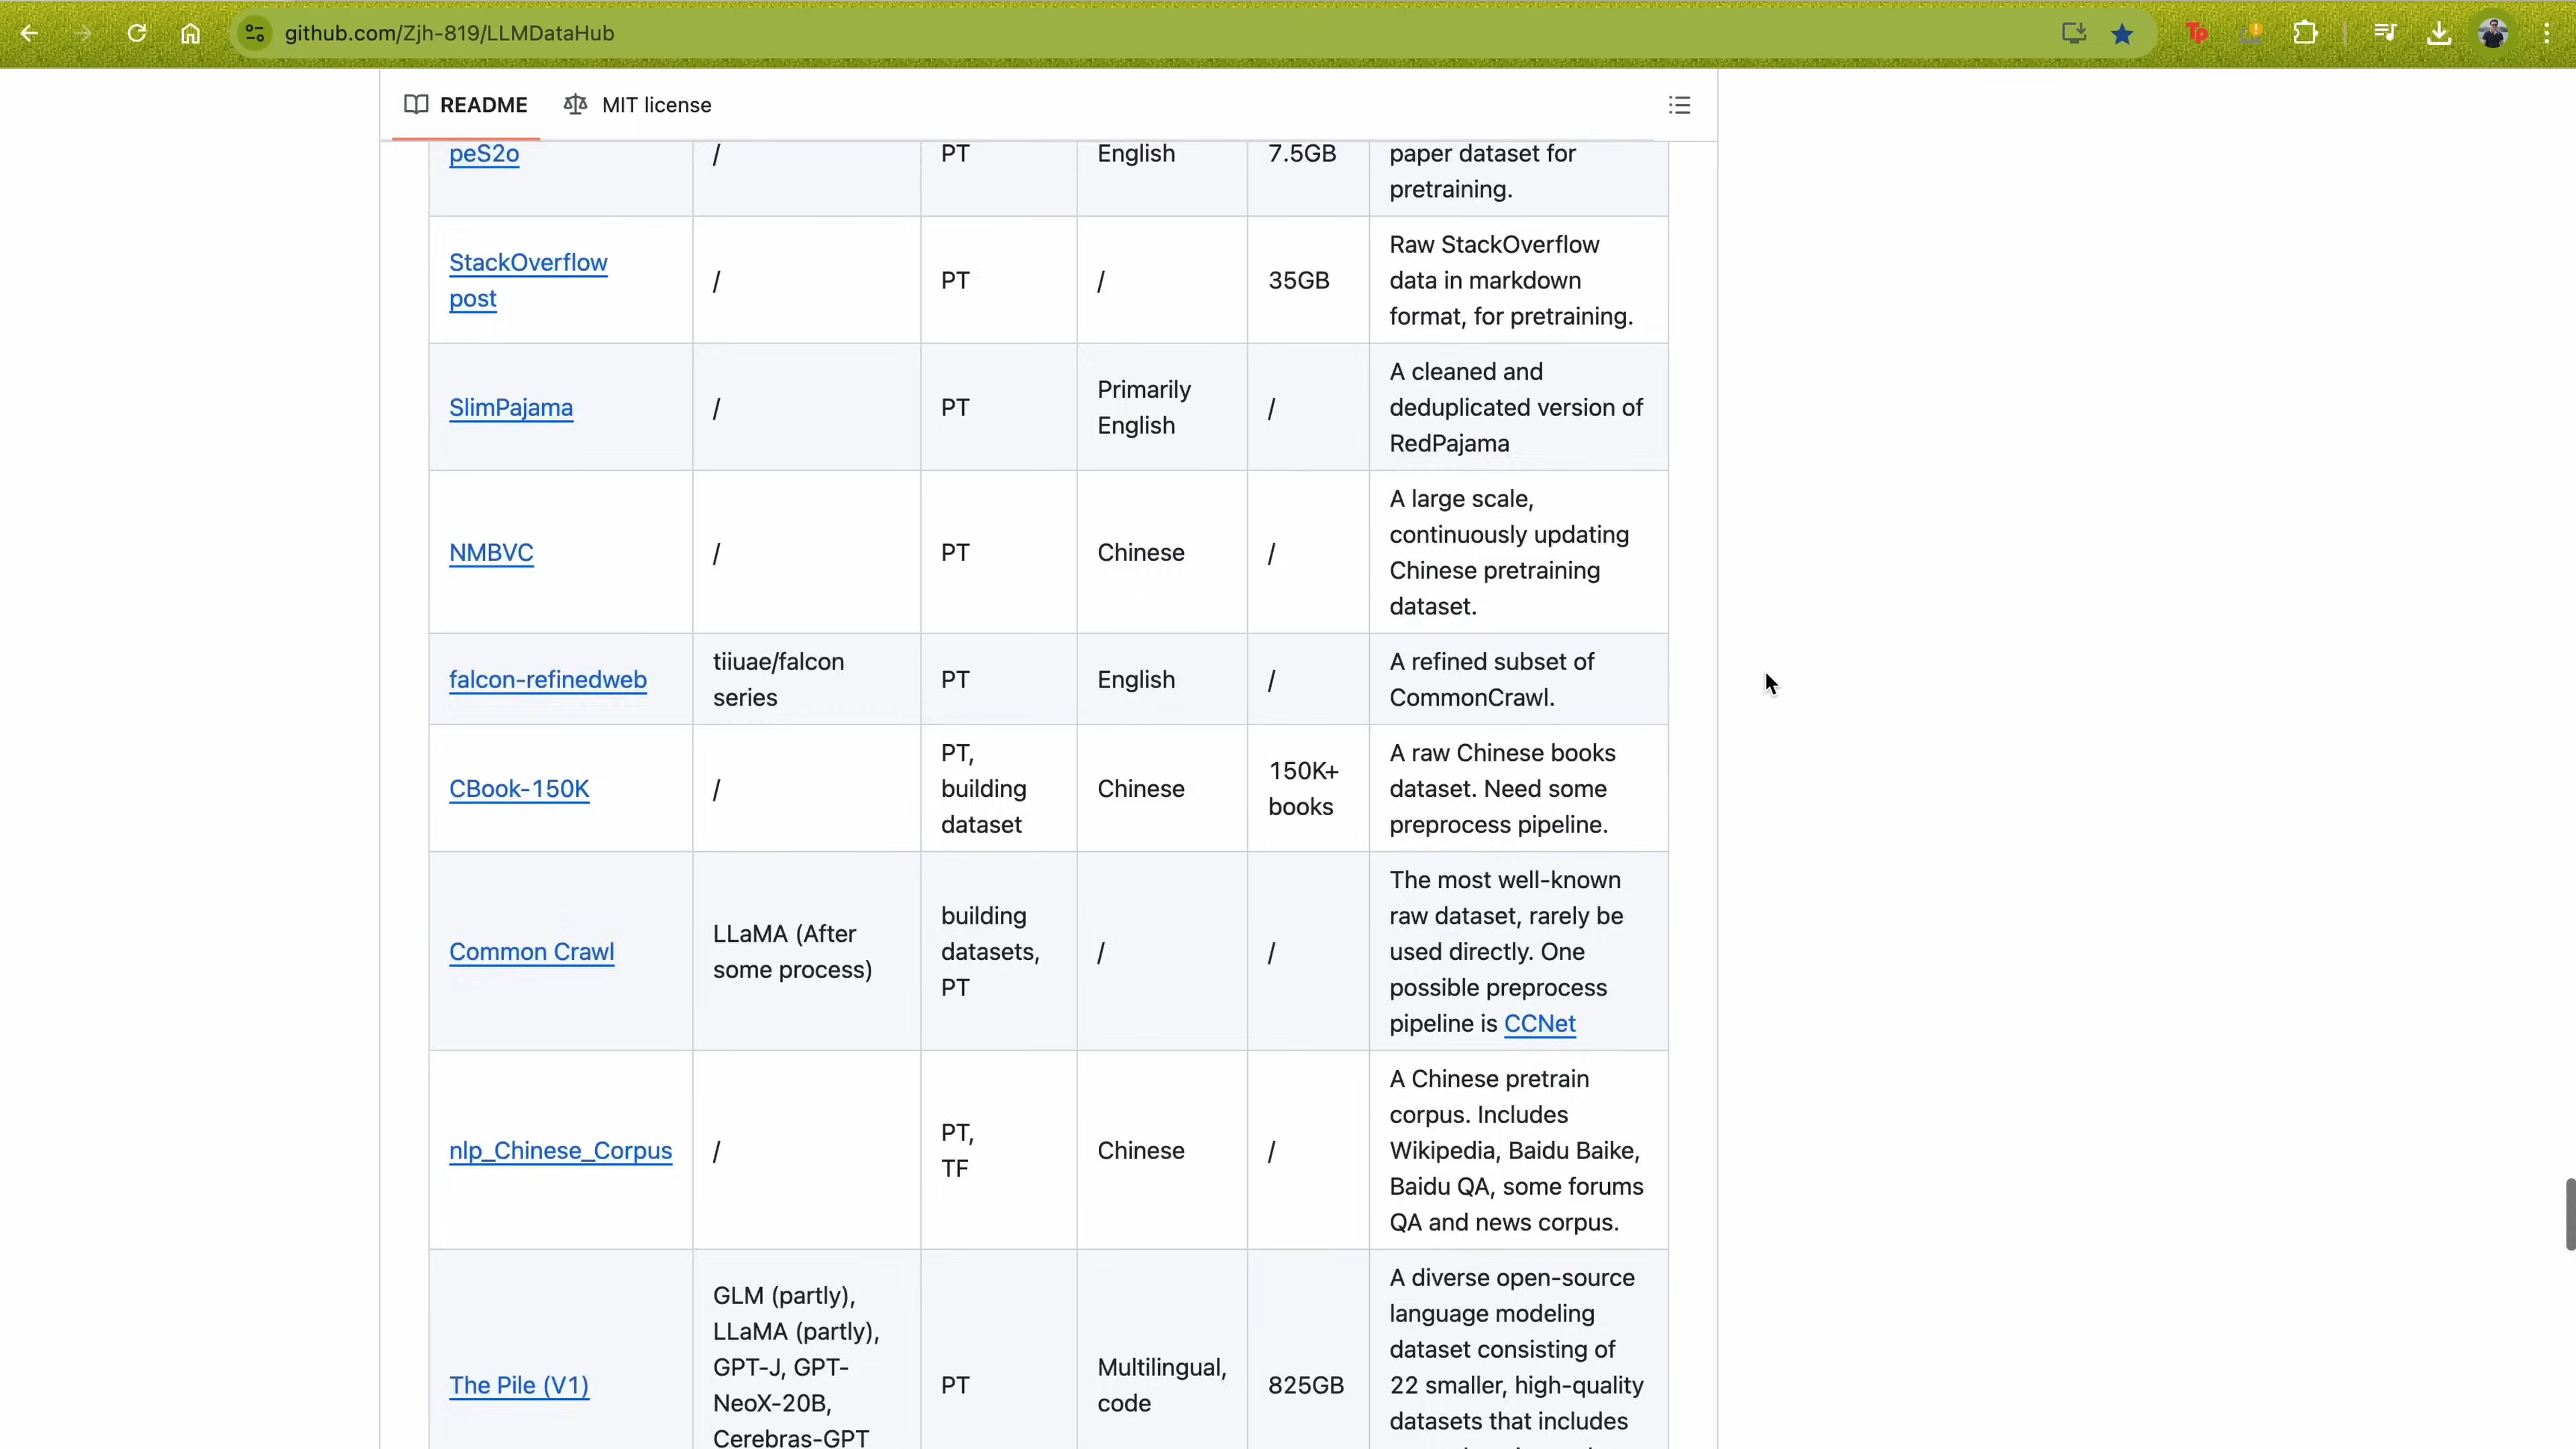 github.com/Zjh-819/LLMDataHub
Tp
README
MIT license
peS2o
/
PT
English
7.5GB
paper dataset for
pretraining.
StackOverflow
post
/
PT
/
35GB
Raw StackOverflow
data in markdown
format, for pretraining.
SlimPajama
/
PT
Primarily
English
/
A cleaned and
deduplicated version of
RedPajama
NMBVC
/
PT
Chinese
/
A large scale,
continuously updating
Chinese pretraining
dataset.
falcon-refinedweb
tiiuae/falcon
series
PT
English
/
A refined subset of
CommonCrawl.
CBook-150K
/
PT,
building
dataset
Chinese
150K+
books
A raw Chinese books
dataset. Need some
preprocess pipeline.
Common Crawl
LLaMA (After
some process)
building
datasets,
PT
/
/
The most well-known
raw dataset, rarely be
used directly. One
possible preprocess
pipeline is CCNet
nlp_Chinese_Corpus
/
PT,
TF
Chinese
/
A Chinese pretrain
corpus. Includes
Wikipedia, Baidu Baike,
Baidu QA, some forums
QA and news corpus.
The Pile (V1)
GLM (partly),
LLaMA (partly),
GPT-J, GPT-
NeoX-20B,
Cerebras-GPT
PT
Multilingual,
code
825GB
A diverse open-source
language modeling
dataset consisting of
22 smaller, high-quality
datasets that includes